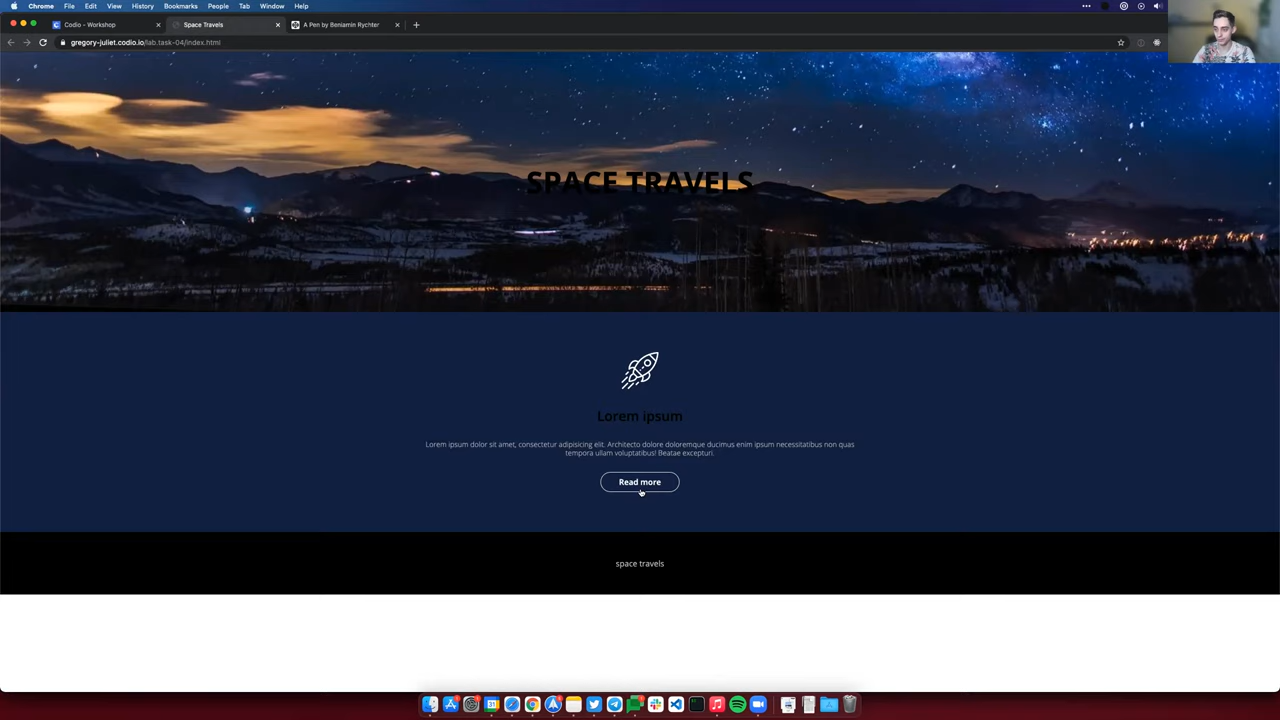 Chrome File Edit View History Bookmarks People Tab Window Help
Codio - Workshop
Space Travels
A Pen by Beniamin Rychter
gregory-juliet.codio.io/lab.task-04/index.html
SPACE TRAVELS
Lorem ipsum
Lorem ipsum dolor sit amet, consectetur adipisicing elit. Architecto dolore doloremque ducimus enim ipsum necessitatibus non quas
tempora ullam voluptatibus! Beatae excepturi.
Read more
space travels